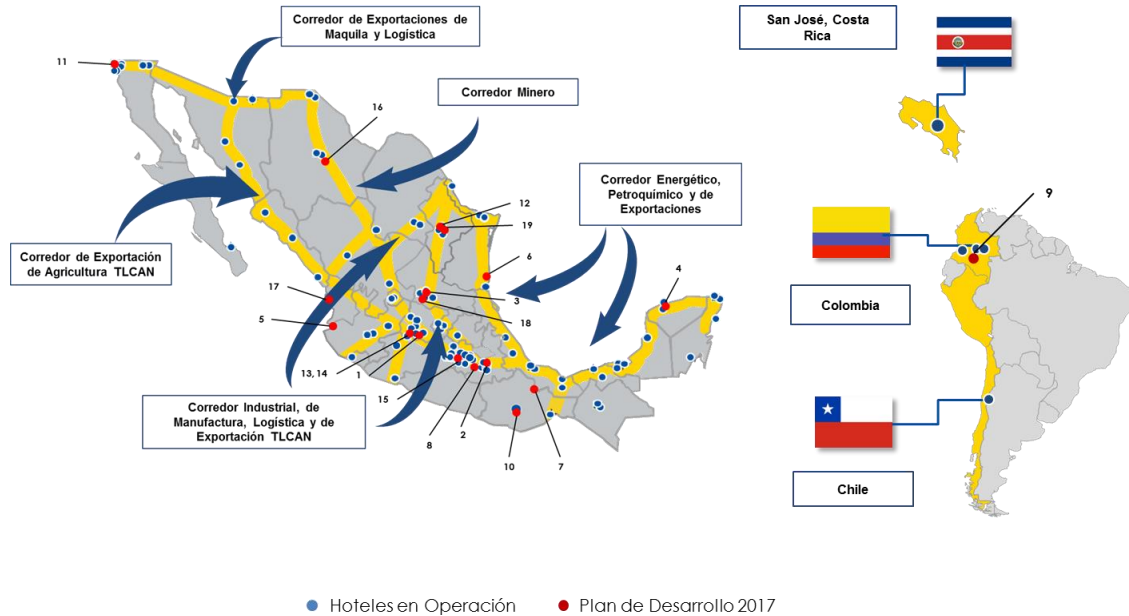 Corredor de Exportaciones de
Maquila y Logística
San José, Costa
Rica
11
Corredor Minero
16
Corredor Energético,
Petroquímico y de
Exportaciones
12
19
9
Corredor de Exportación
de Agricultura TLCAN
6
4
Colombia
17
3
5
18
13, 14
1
15
Corredor Industrial, de
Manufactura, Logística y de
Exportación TLCAN
8
2
10
7
Chile
Hoteles en Operación
Plan de Desarrollo 2017